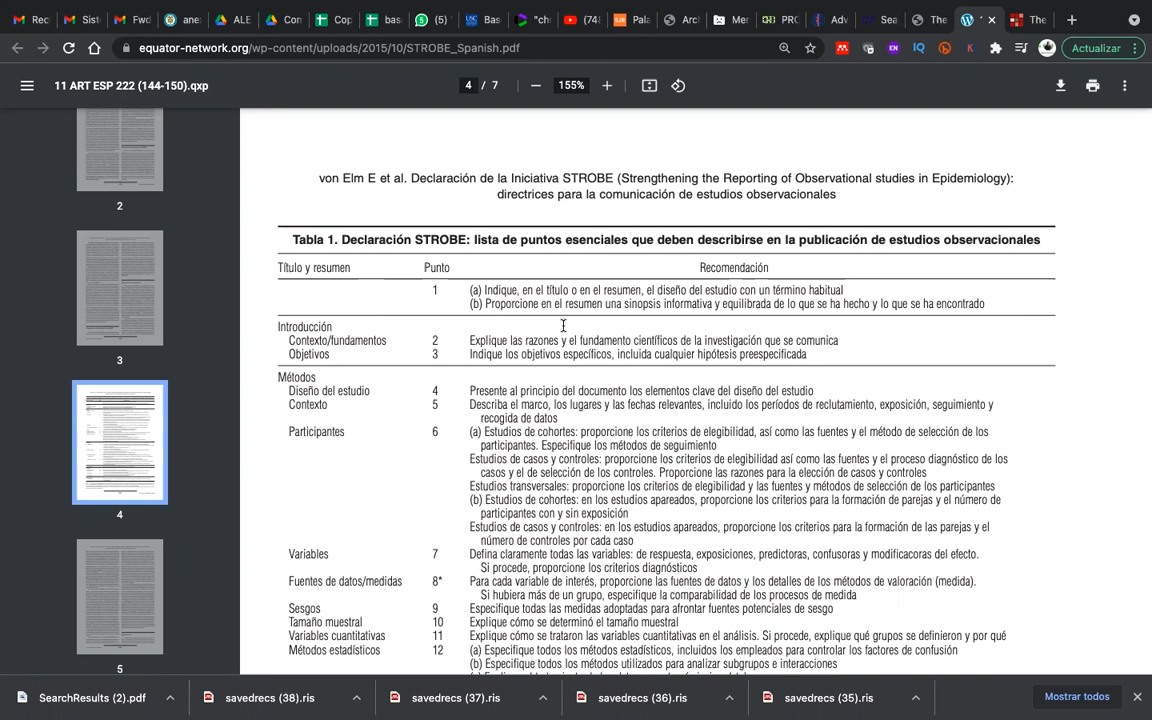 Rec
Sist
Fwd
ane:
ALE
Con
Cop
bas
(5)
Bas
"ch
(74
Pala
Arcl
Mer
PRC
Adv
Sea
The
The
equator-network.org/wp-content/uploads/2015/10/STROBE_Spanish.pdf
Actualizar
11 ART ESP 222 (144-150).qxp
4 / 7
155%
2
3
4
5
von Elm E et al. Declaración de la Iniciativa STROBE (Strengthening the Reporting of Observational studies in Epidemiology):
directrices para la comunicación de estudios observacionales
Tabla 1. Declaración STROBE: lista de puntos esenciales que deben describirse en la publicación de estudios observacionales
Título y resumen Punto Recomendación
1 (a) Indique, en el título o en el resumen, el diseño del estudio con un término habitual
(b) Proporcione en el resumen una sinopsis informativa y equilibrada de lo que se ha hecho y lo que se ha encontrado
Introducción
Contexto/fundamentos 2 Explique las razones y el fundamento científicos de la investigación que se comunica
Objetivos 3 Indique los objetivos específicos, incluida cualquier hipótesis preespecificada
Métodos
Diseño del estudio 4 Presente al principio del documento los elementos clave del diseño del estudio
Contexto 5 Describa el marco, los lugares y las fechas relevantes, incluido los períodos de reclutamiento, exposición, seguimiento y
recogida de datos
Participantes 6 (a) Estudios de cohortes: proporcione los criterios de elegibilidad, así como las fuentes y el método de selección de los
participantes. Especifique los métodos de seguimiento
Estudios de casos y controles: proporcione los criterios de elegibilidad así como las fuentes y el proceso diagnóstico de los
casos y el de selección de los controles. Proporcione las razones para la elección de casos y controles
Estudios transversales: proporcione los criterios de elegibilidad y las fuentes y métodos de selección de los participantes
(b) Estudios de cohortes: en los estudios apareados, proporcione los criterios para la formación de parejas y el número de
participantes con y sin exposición
Estudios de casos y controles: en los estudios apareados, proporcione los criterios para la formación de las parejas y el
número de controles por cada caso
Variables 7 Defina claramente todas las variables: de respuesta, exposiciones, predictoras, confusoras y modificacoras del efecto.
Si procede, proporcione los criterios diagnósticos
Fuentes de datos/medidas 8* Para cada variable de interés, proporcione las fuentes de datos y los detalles de los métodos de valoración (medida).
Si hubiera más de un grupo, especifique la comparabilidad de los procesos de medida
Sesgos 9 Especifique todas las medidas adoptadas para afrontar fuentes potenciales de sesgo
Tamaño muestral 10 Explique cómo se determinó el tamaño muestral
Variables cuantitativas 11 Explique cómo se trataron las variables cuantitativas en el análisis. Si procede, explique qué grupos se definieron y por qué
Métodos estadísticos 12 (a) Especifique todos los métodos estadísticos, incluidos los empleados para controlar los factores de confusión
(b) Especifique todos los métodos utilizados para analizar subgrupos e interacciones
SearchResults (2).pdf
savedrecs (38).ris
savedrecs (37).ris
savedrecs (36).ris
savedrecs (35).ris
Mostrar todos